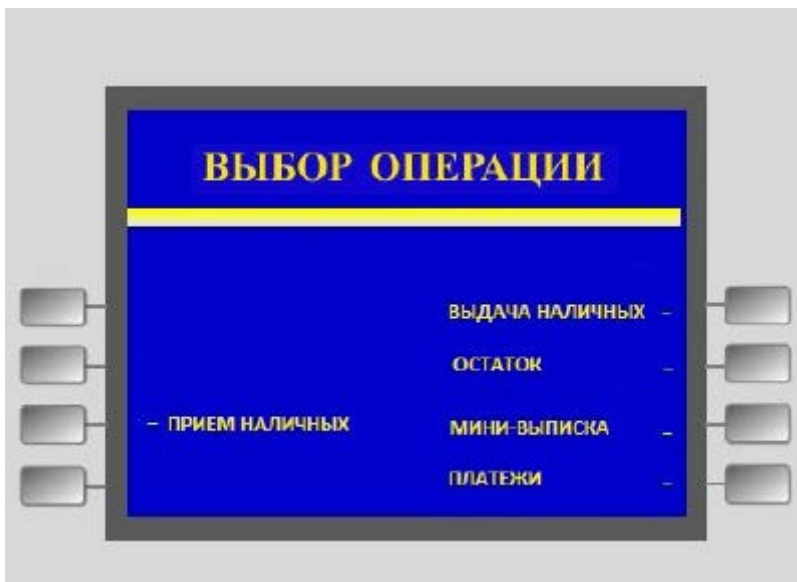 ВЫБОР ОПЕРАЦИИ
ВЫДАЧА НАЛИЧНЫХ –
ОСТАТОК –
– ПРИЕМ НАЛИЧНЫХ
МИНИ-ВЫПИСКА –
ПЛАТЕЖИ –